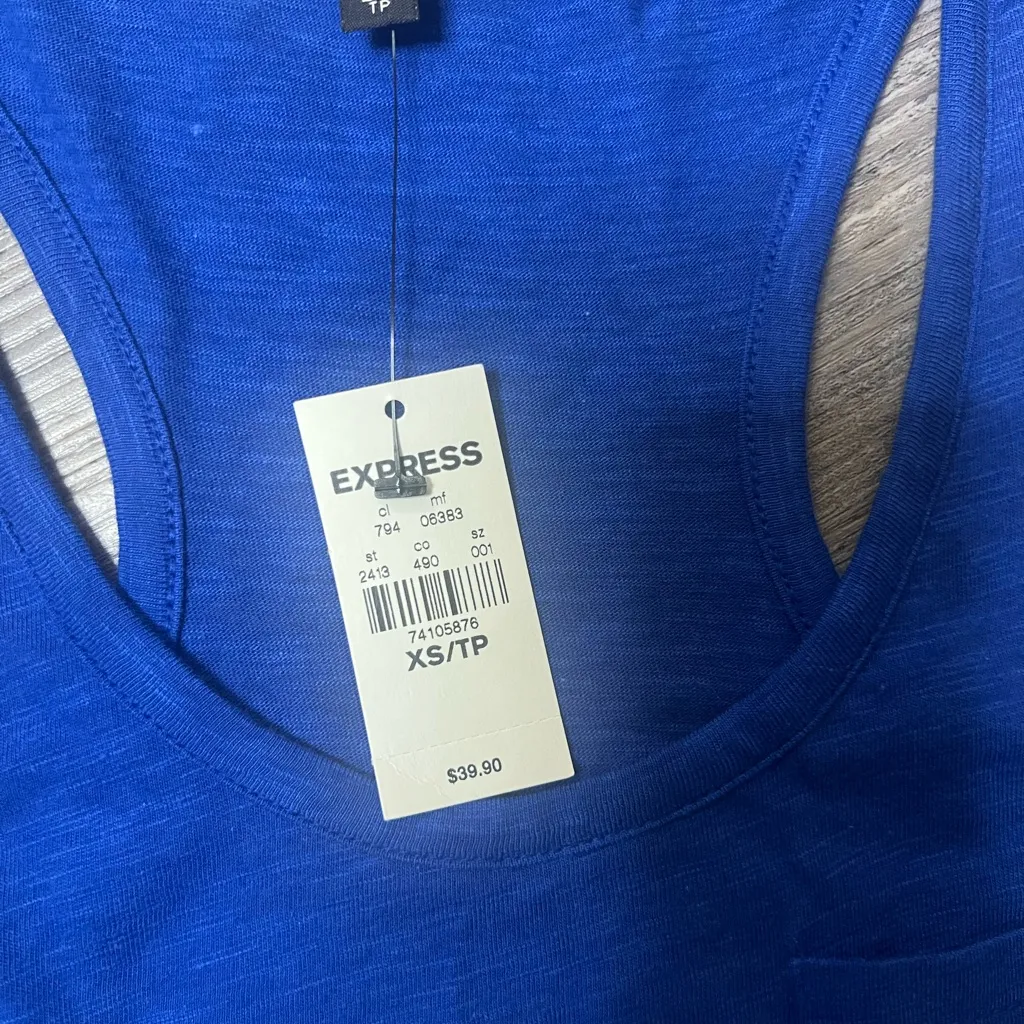 TP
EXPRESS
cl mf
794 06383
st co sz
2413 490 001
74105876
XS/TP
$39.90